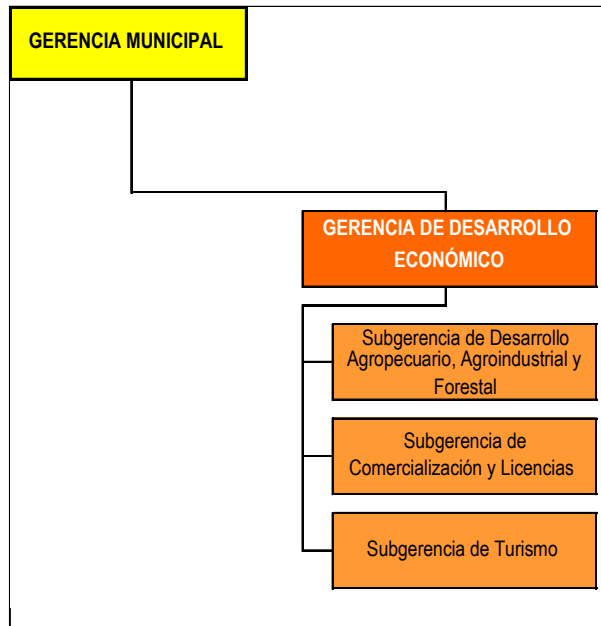 GERENCIA MUNICIPAL
GERENCIA DE DESARROLLO
ECONÓMICO
Subgerencia de Desarrollo
Agropecuario, Agroindustrial y
Forestal
Subgerencia de
Comercialización y Licencias
Subgerencia de Turismo